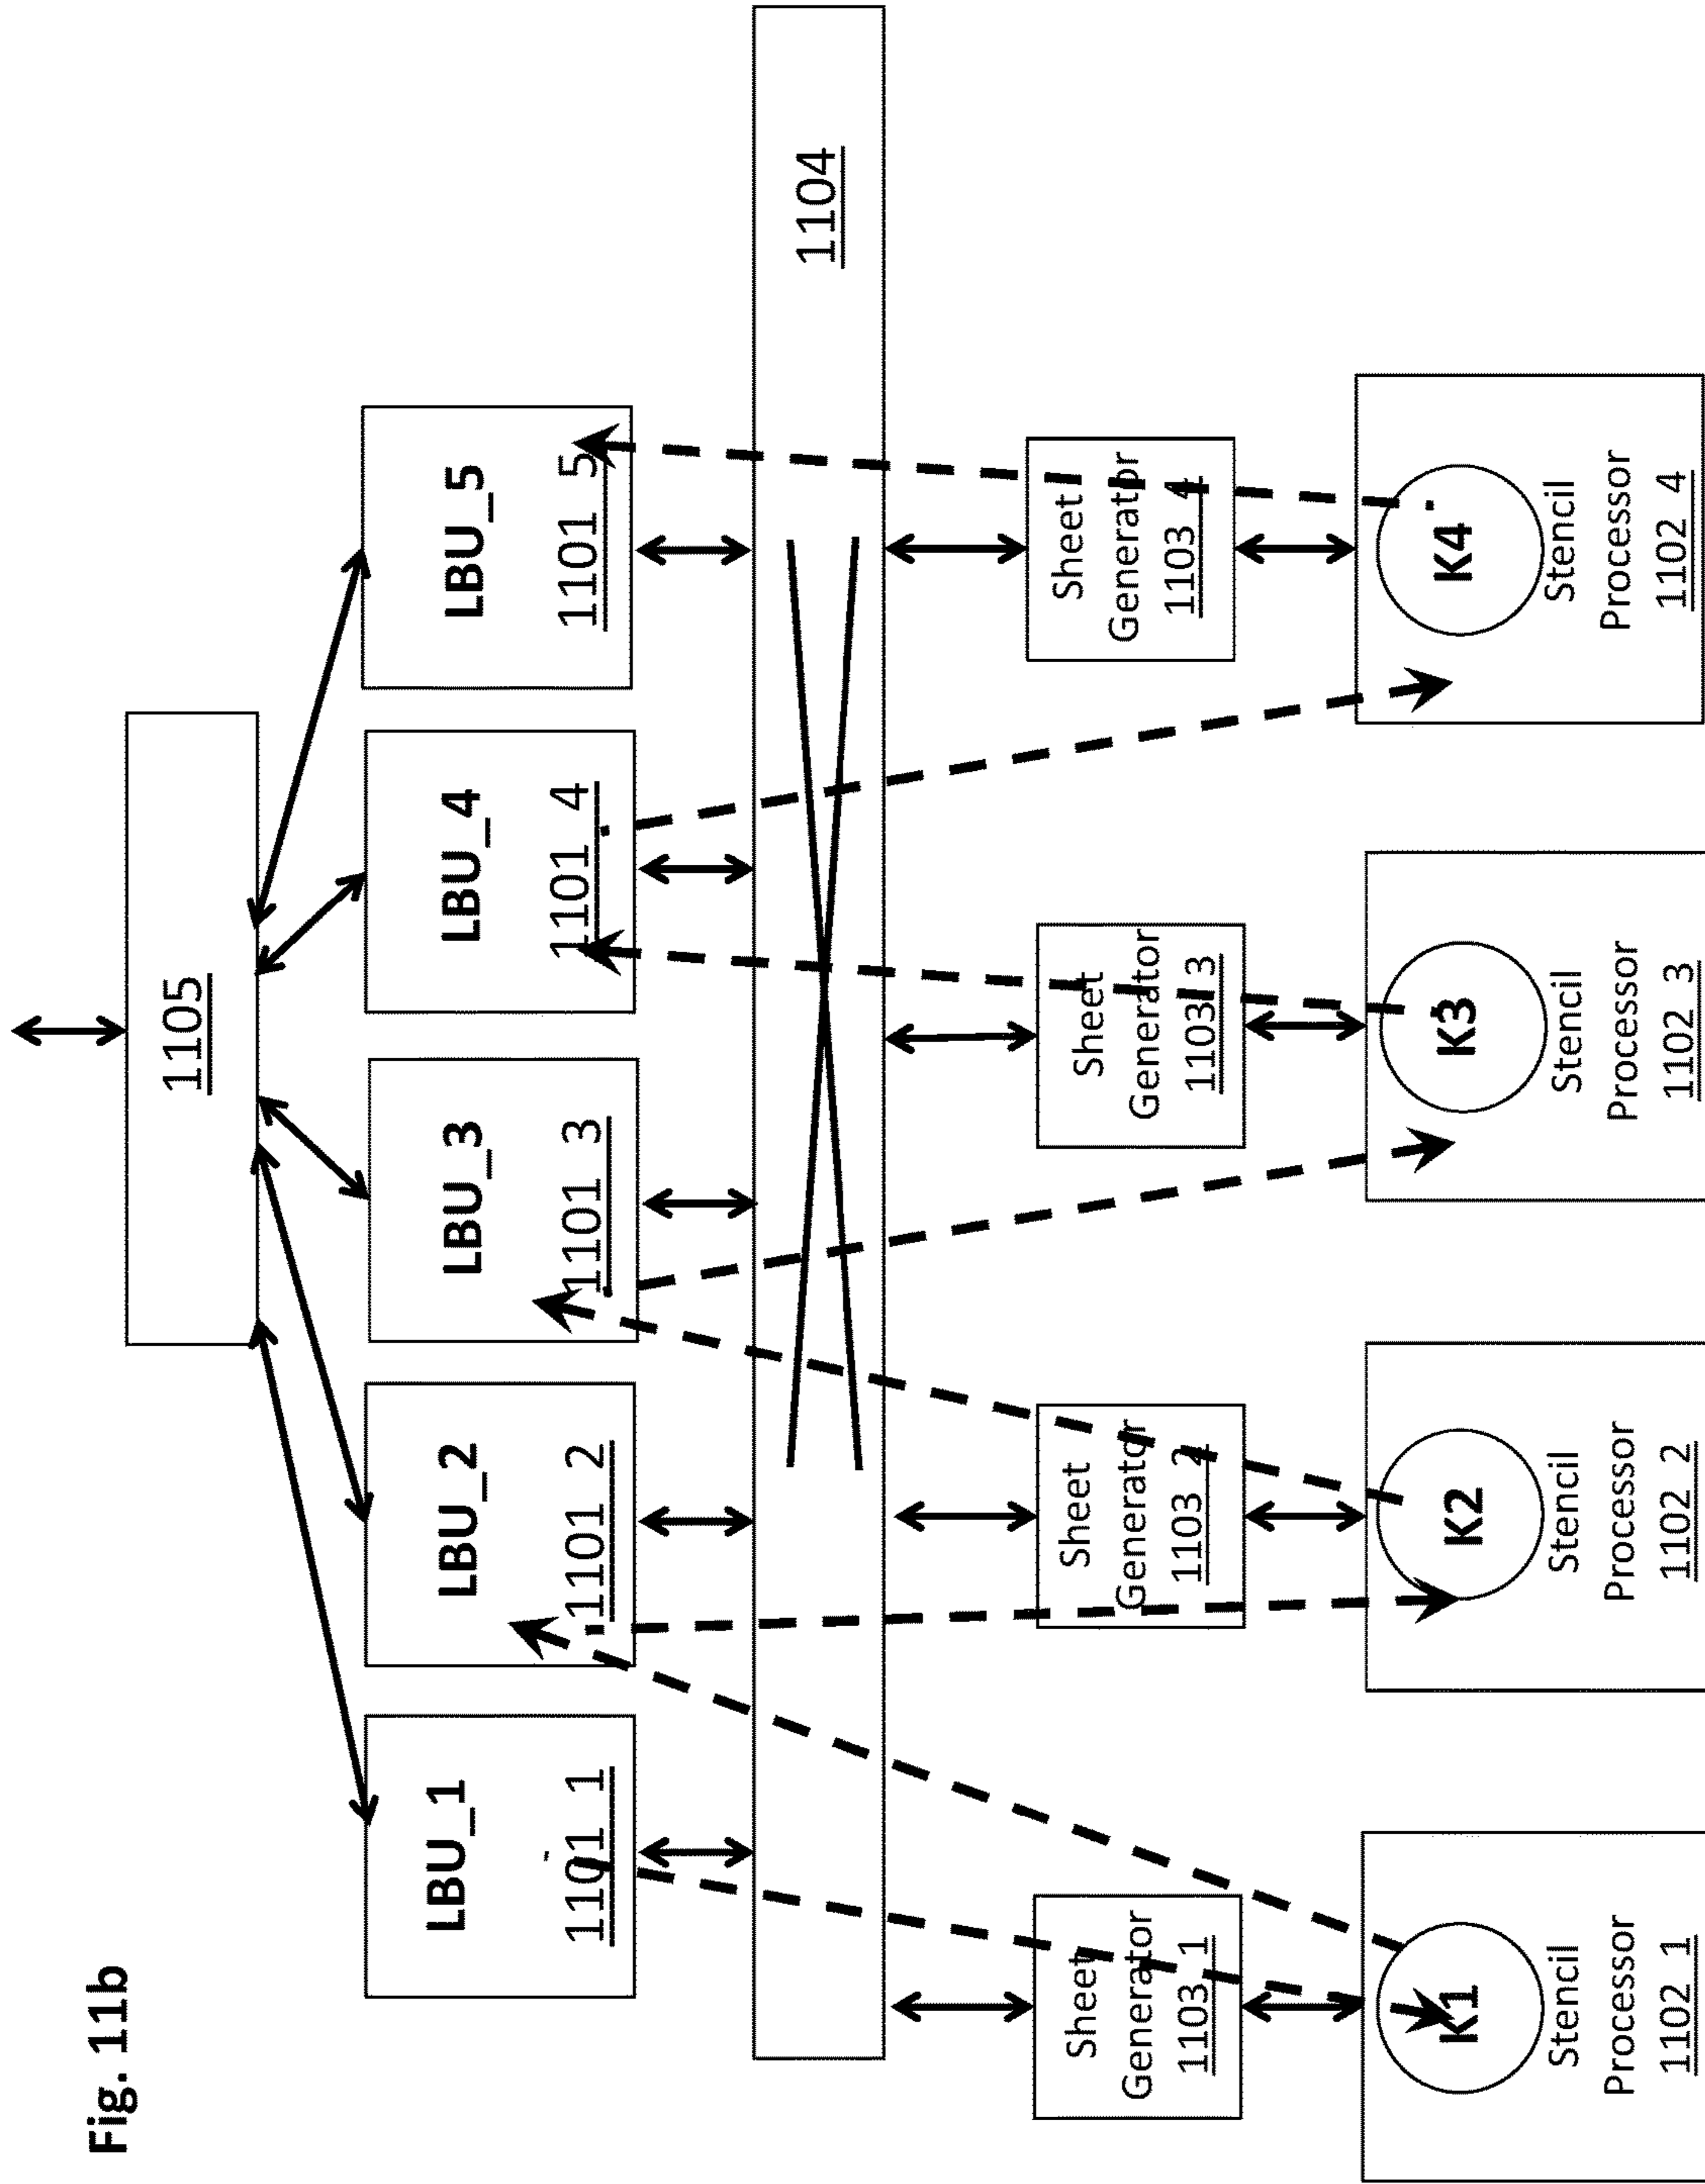 Fig. 11b
1105
LBU_1
1101_1
LBU_2
1101_2
LBU_3
1101_3
LBU_4
1101_4
LBU_5
1101_5
1104
Sheet
Generator
1103_1
Sheet
Generator
1103_2
Sheet
Generator
1103_3
Sheet
Generator
1103_4
K1
Stencil
Processor
1102_1
K2
Stencil
Processor
1102_2
K3
Stencil
Processor
1102_3
K4
Stencil
Processor
1102_4